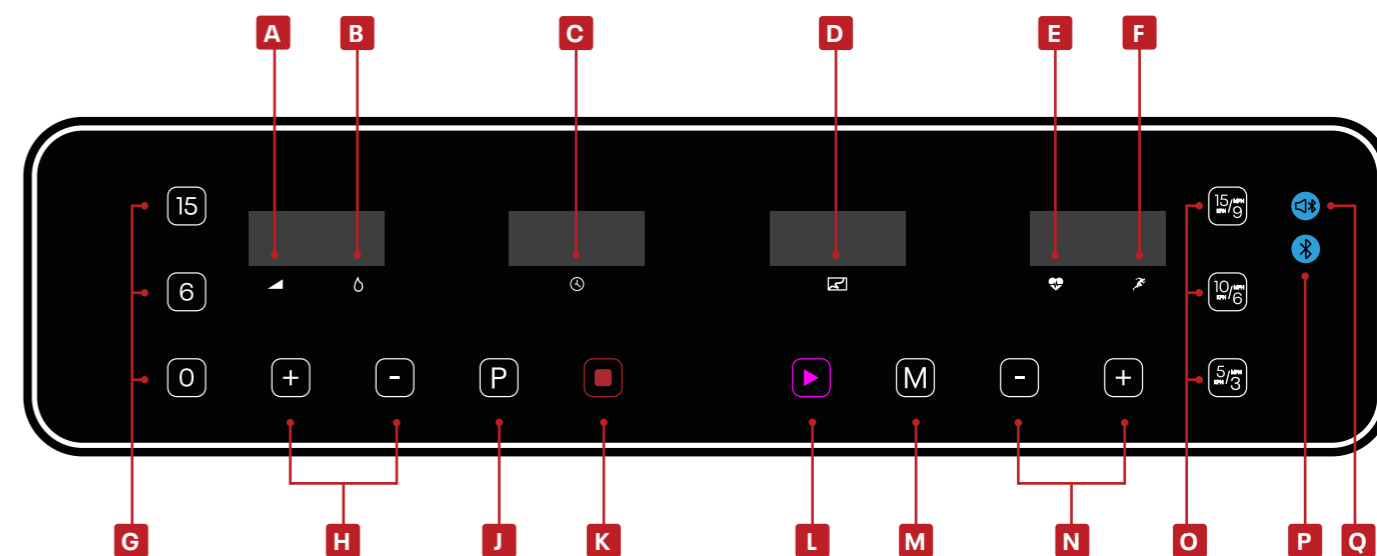 A B C D E F
15
15 KPH / MPH 9
6
10 KPH / MPH 6
0 + - P M - + 5 KPH / MPH 3
G H J K L M N O P Q